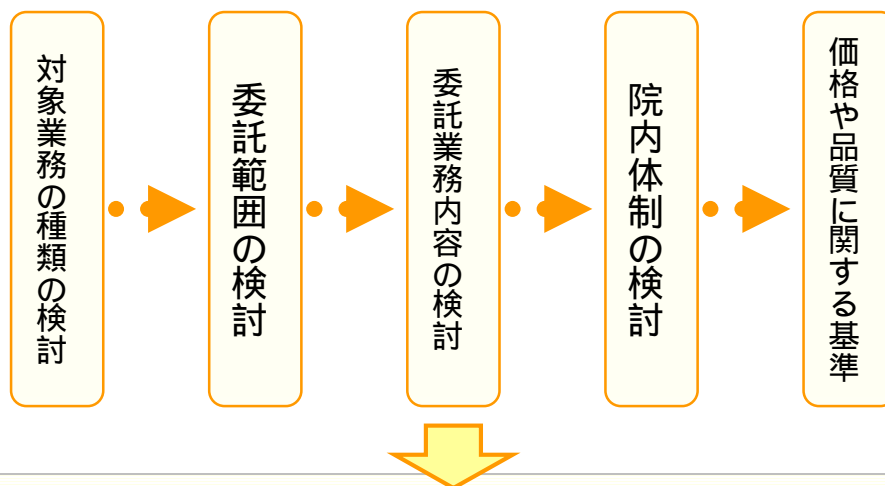 対象業務の種類の検討
委託範囲の検討
委託業務内容の検討
院内体制の検討
価格や品質に関する基準